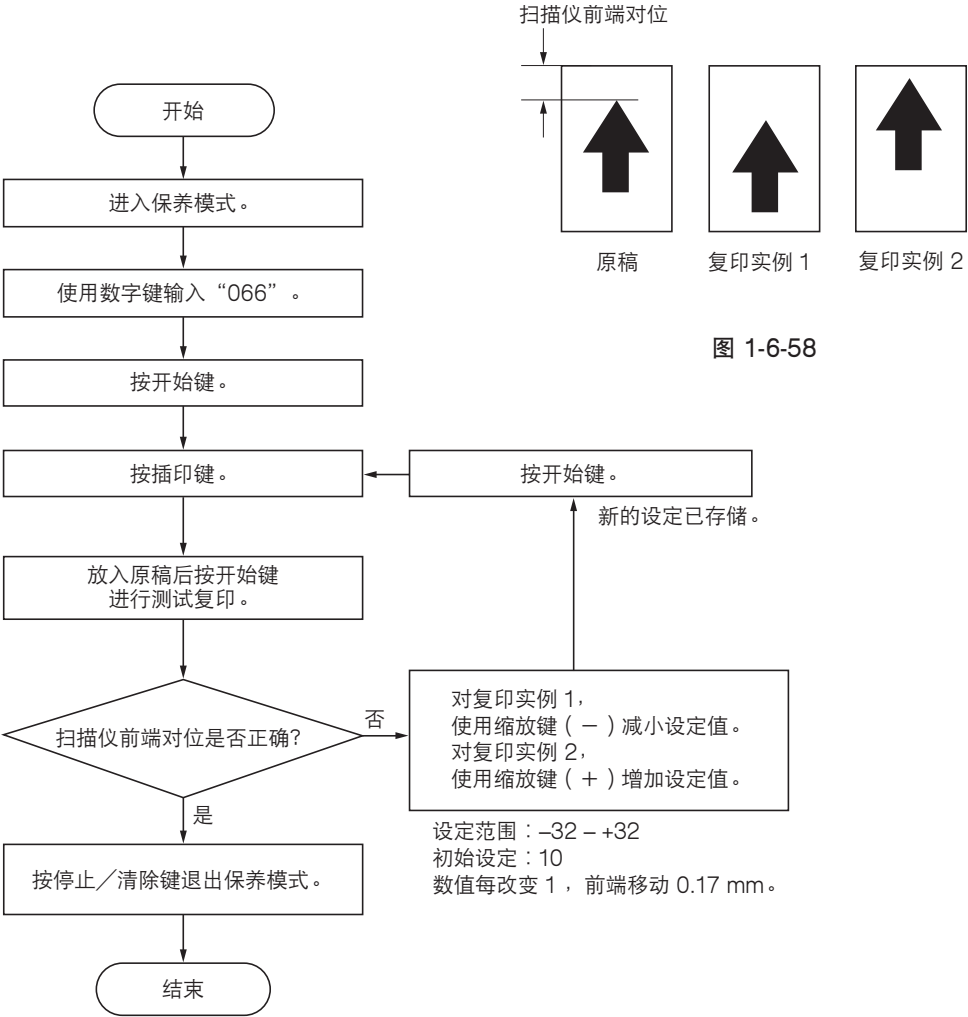 扫描仪前端对位
原稿
复印实例 1
复印实例 2
图 1-6-58
开始
进入保养模式。
使用数字键输入“066”。
按开始键。
按插印键。
按开始键。
新的设定已存储。
放入原稿后按开始键
进行测试复印。
扫描仪前端对位是否正确?
否
对复印实例 1，
使用缩放键（－）减小设定值。
对复印实例 2，
使用缩放键（＋）增加设定值。
设定范围：–32 – +32
初始设定：10
数值每改变 1，前端移动 0.17 mm。
是
按停止／清除键退出保养模式。
结束